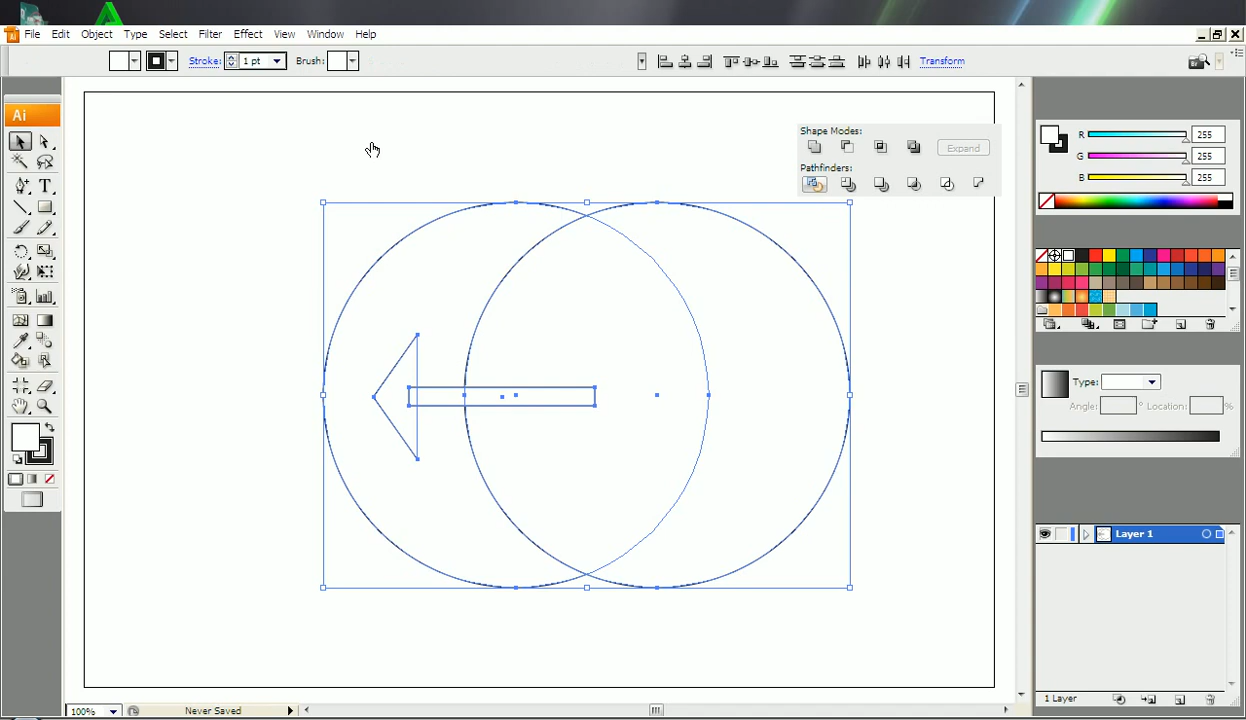 File Edit Object Type Select Filter Effect View Window Help
Stroke: 1 pt Brush: Transform
Ai
Shape Modes:
Expand
Pathfinders:
R 255
G 255
B 255
Type:
Angle: ° Location: %
Layer 1
1 Layer
100% Never Saved